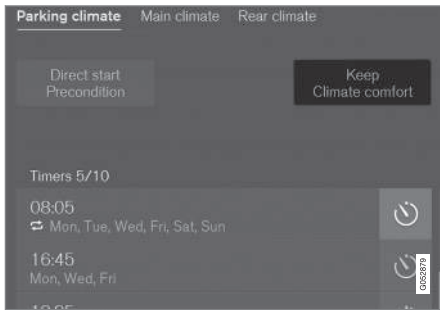 Parking climate Main climate Rear climate
Direct start
Precondition
Keep
Climate comfort
Timers 5/10
08:05
Mon, Tue, Wed, Fri, Sat, Sun
16:45
Mon, Wed, Fri
G052879